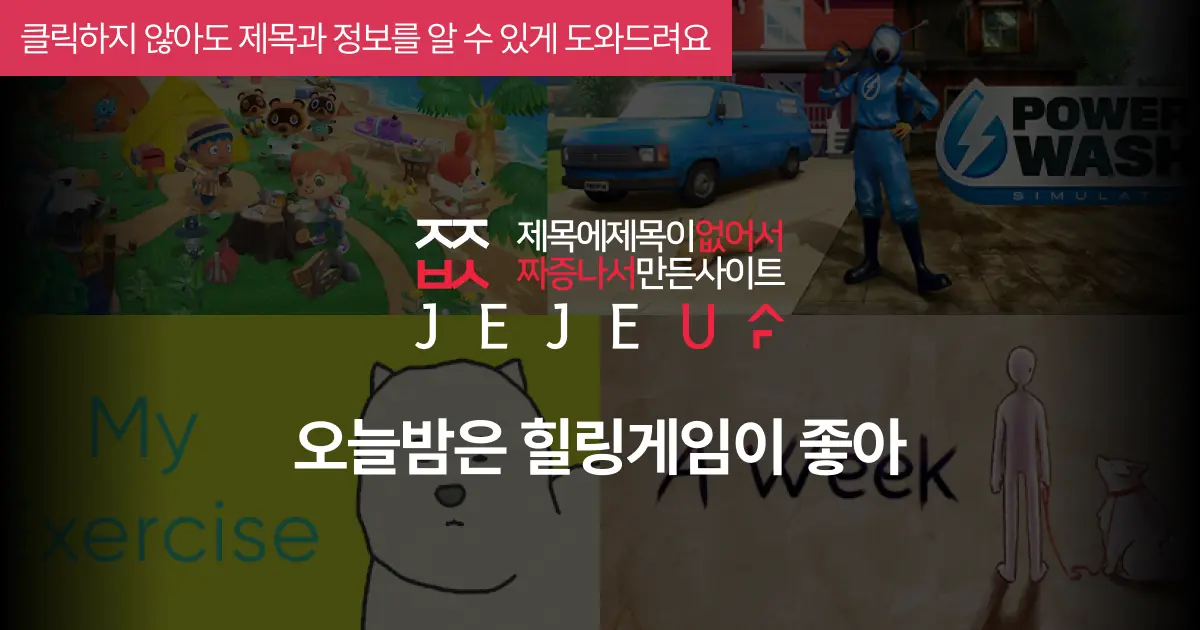 클릭하지 않아도 제목과 정보를 알 수 있게 도와드려요
POWER
WASH
SIMULAT
제목에제목이없어서
짜증나서만든사이트
JEJEU
오늘밤은 힐링게임이 좋아
My
Exercise
A Week